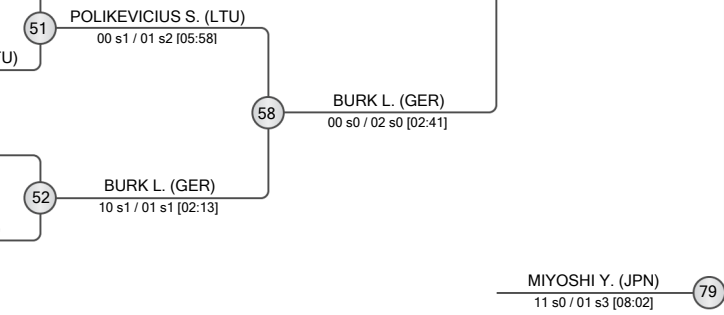 51
POLIKEVICIUS S. (LTU)
00 s1 / 01 s2 [05:58]
U)
58
BURK L. (GER)
00 s0 / 02 s0 [02:41]
52
BURK L. (GER)
10 s1 / 01 s1 [02:13]
MIYOSHI Y. (JPN)
11 s0 / 01 s3 [08:02]
79